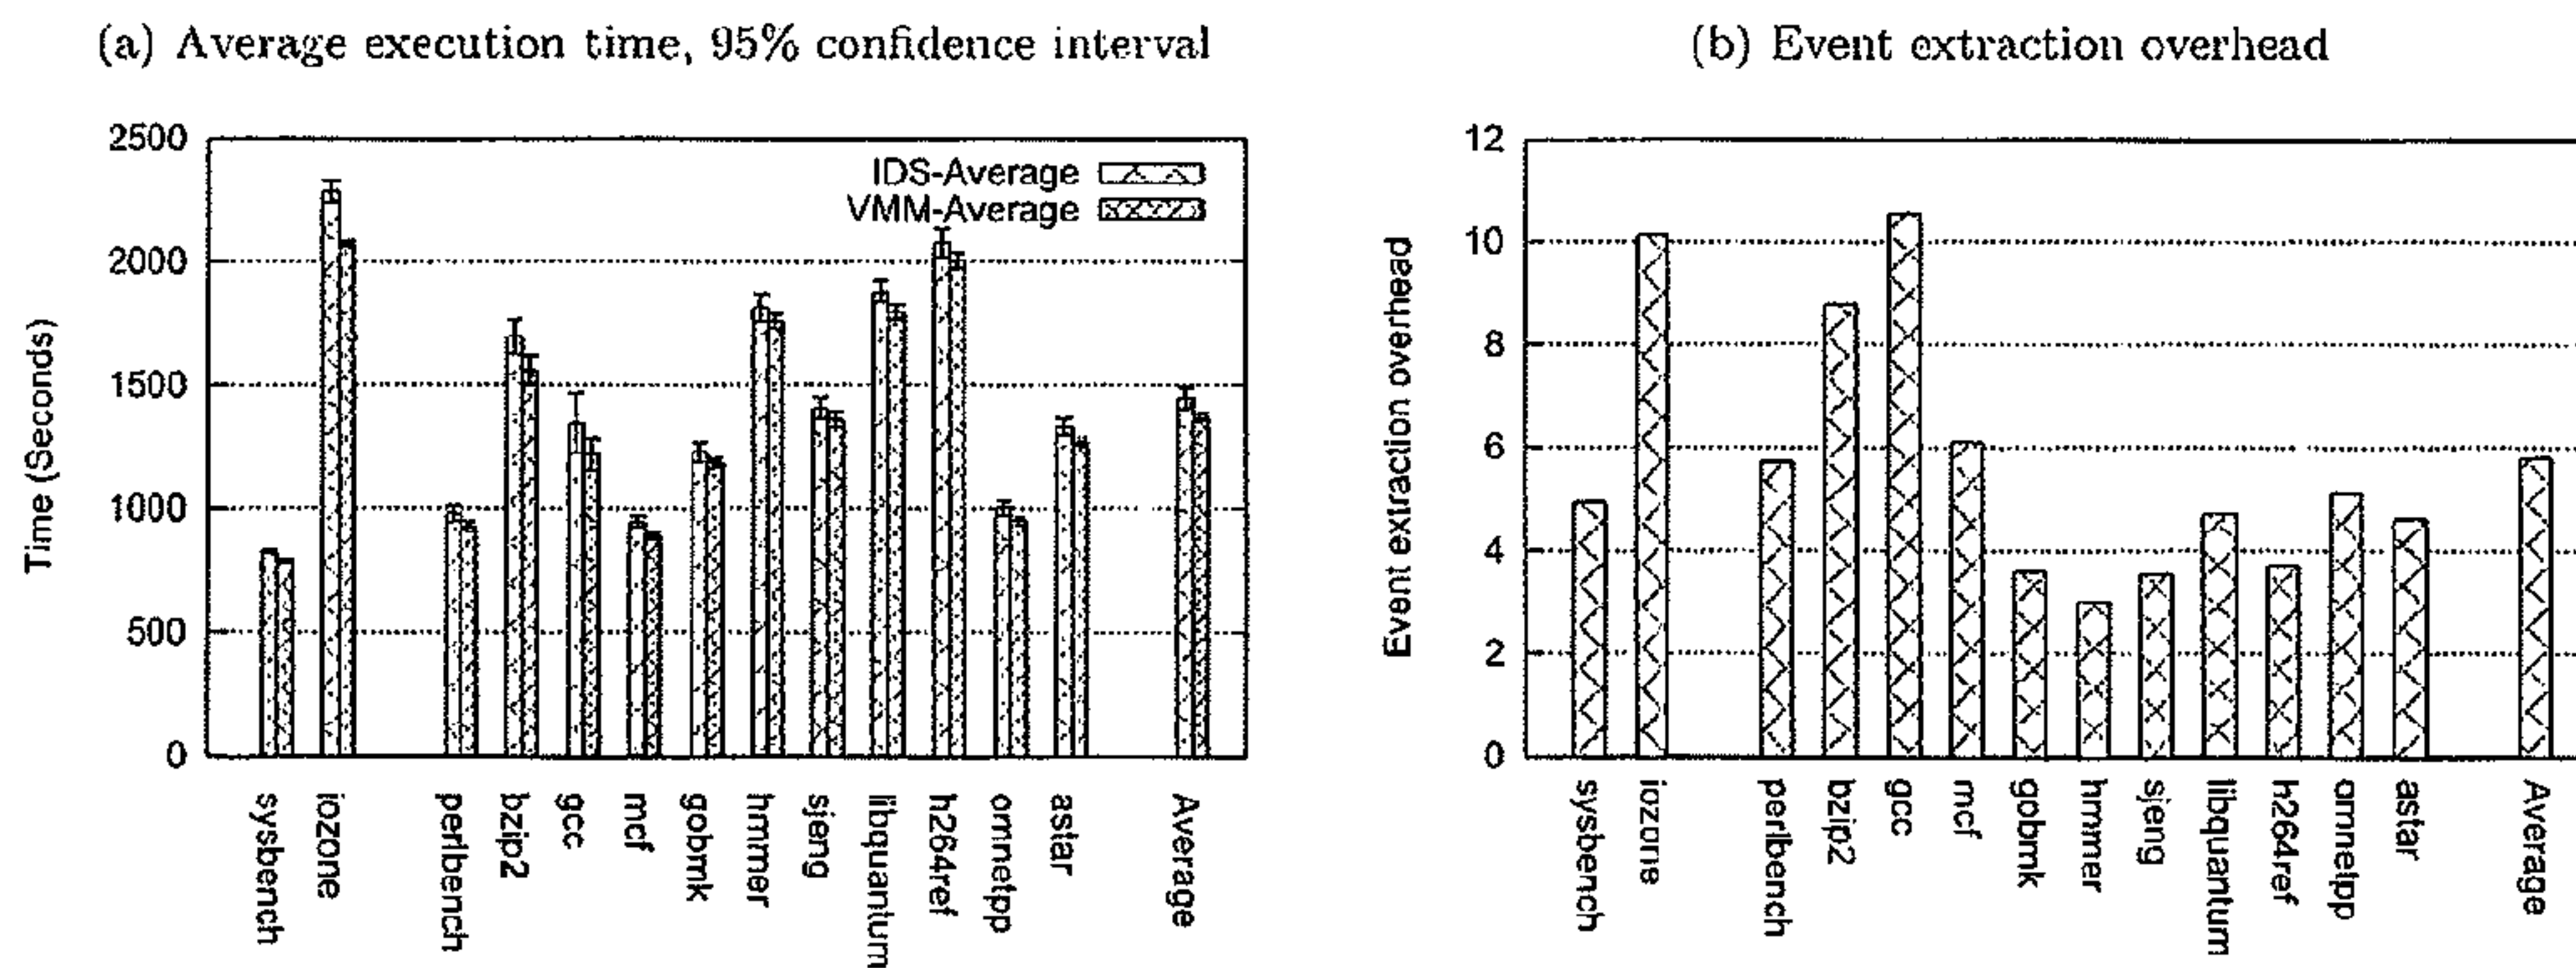 (a) Average execution time, 95% confidence interval
2500
2000
1500
1000
500
0
Time (Seconds)
IDS-Average
VMM-Average
sysbench
iozone
perlbench
bzip2
gcc
mcf
gobmk
hmmer
sjeng
libquantum
h264ref
omnetpp
astar
Average
(b) Event extraction overhead
12
10
8
6
4
2
0
Event extraction overhead
sysbench
iozone
perlbench
bzip2
gcc
mcf
gobmk
hmmer
sjeng
libquantum
h264ref
omnetpp
astar
Average